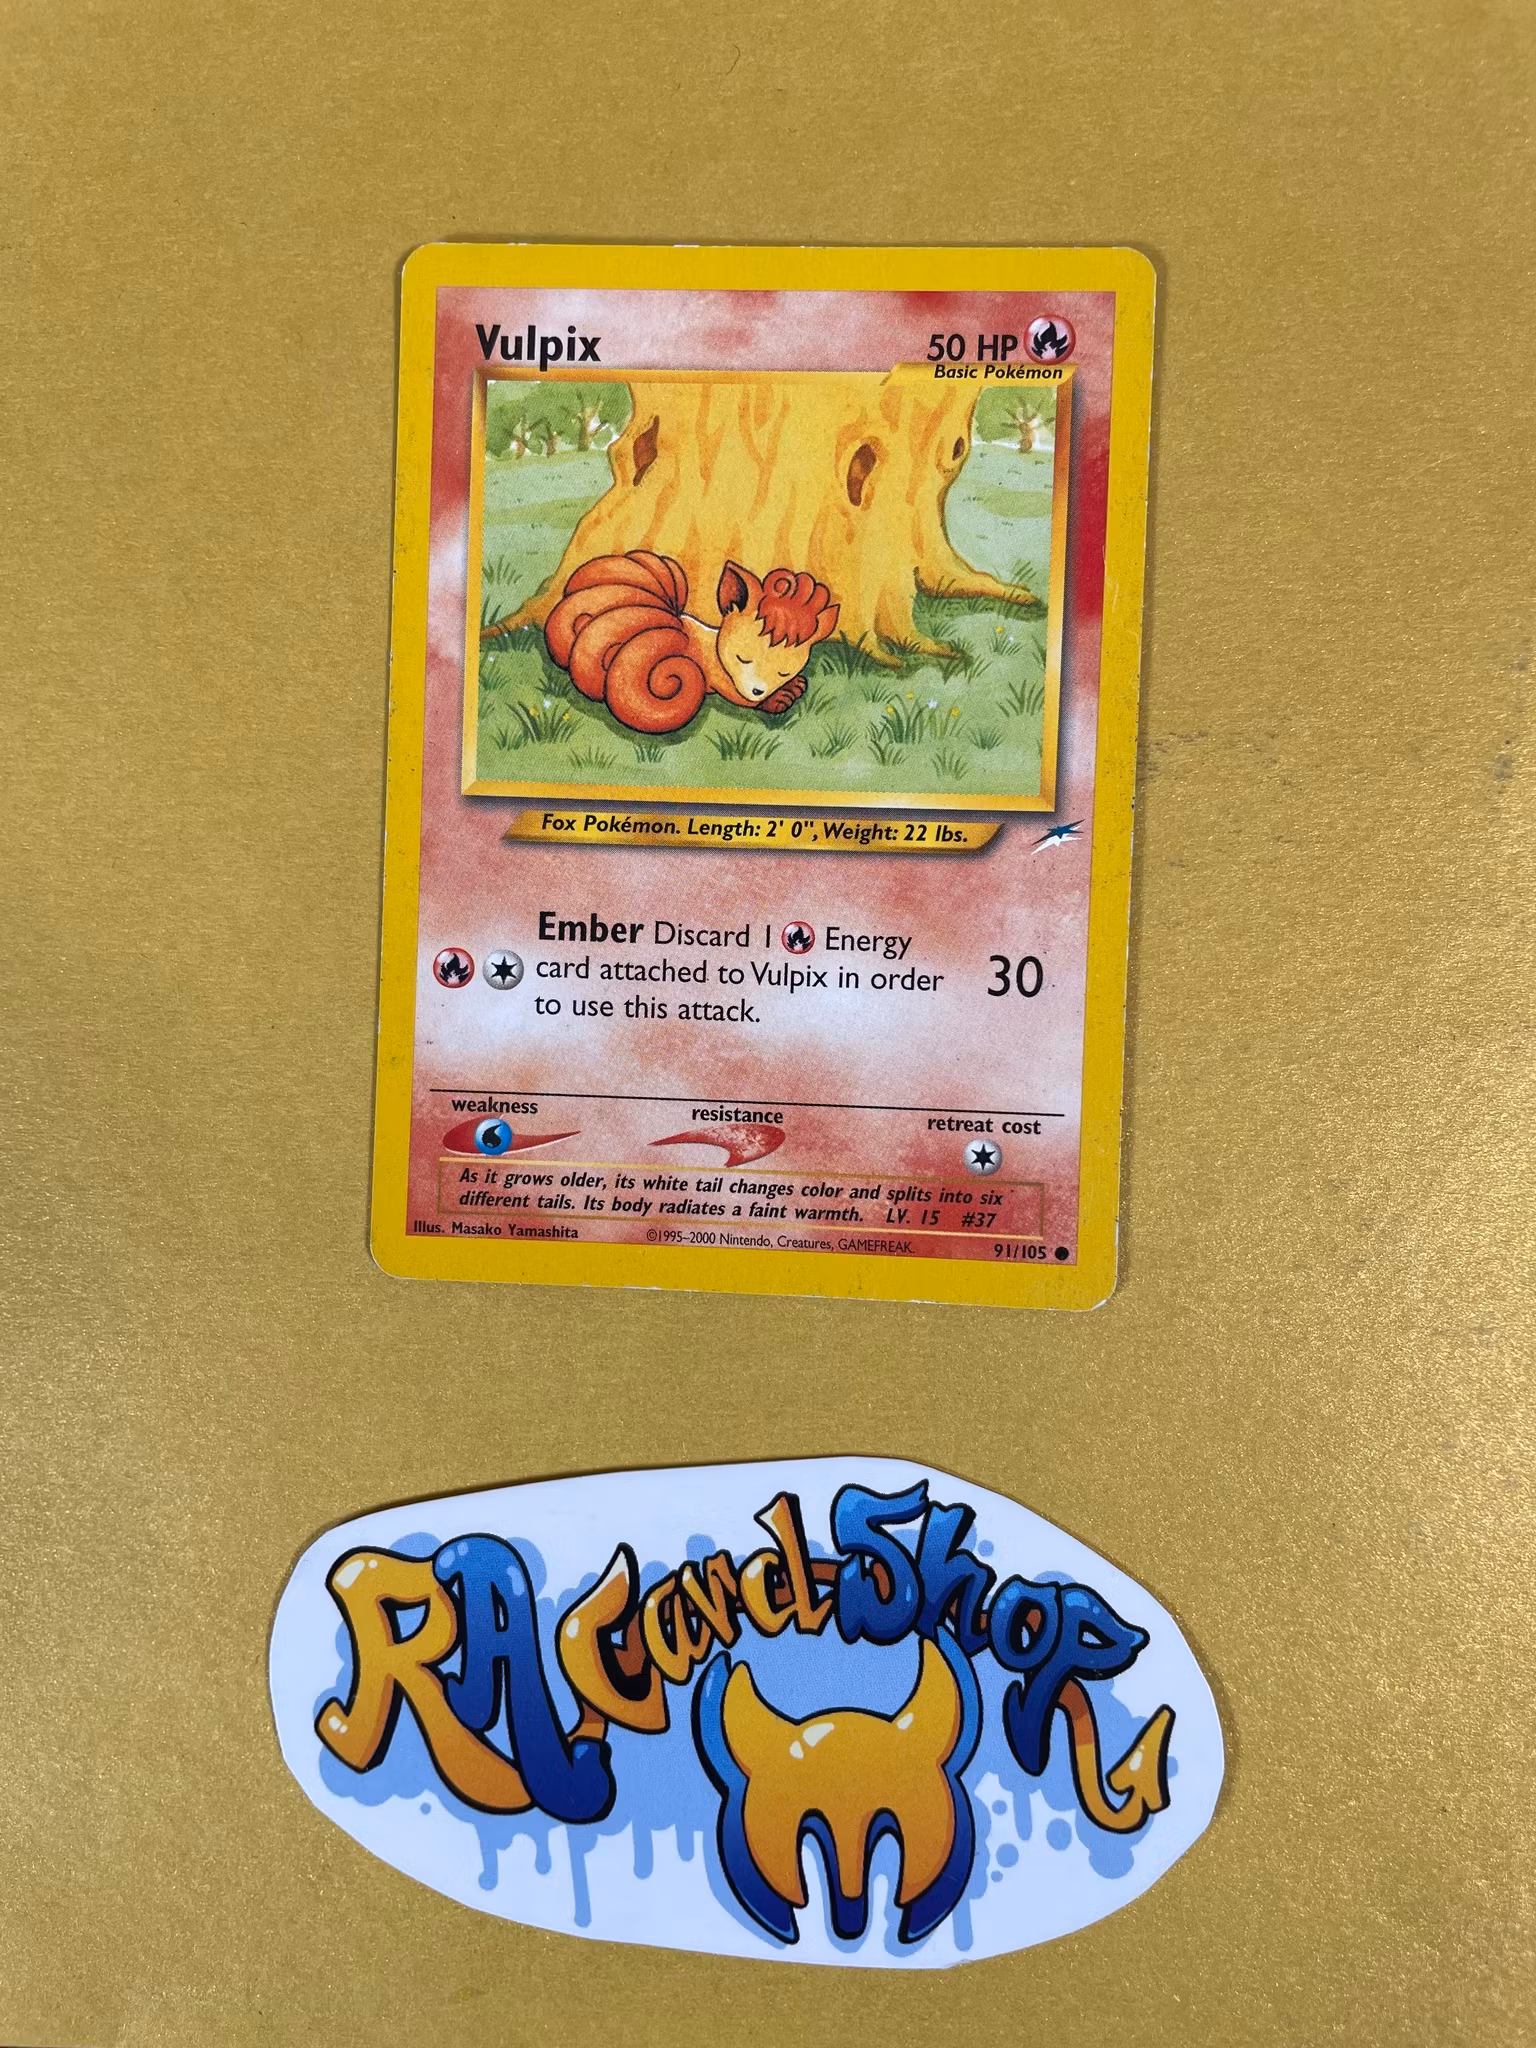 Vulpix
50 HP
Basic Pokémon
Fox Pokémon. Length: 2' 0", Weight: 22 lbs.
Ember Discard 1 Energy
card attached to Vulpix in order
to use this attack.
30
weakness
resistance
retreat cost
As it grows older, its white tail changes color and splits into six
different tails. Its body radiates a faint warmth. LV. 15 #37
Illus. Masako Yamashita
©1995–2000 Nintendo, Creatures, GAMEFREAK.
91/105
RA Card Shop